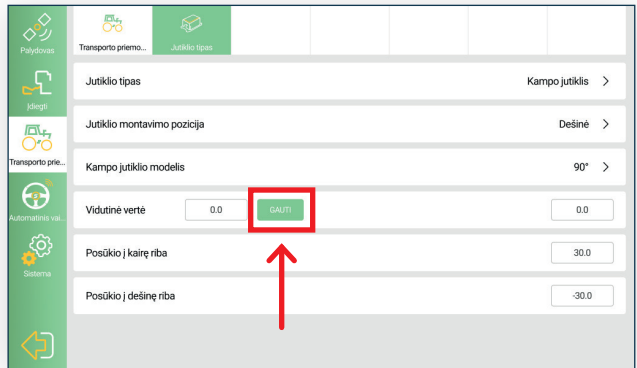 Palydovas
Įdiegti
Transporto prie...
Automatinis vai...
Sistema
Transporto priemo...
Jutiklio tipas
Jutiklio tipas Kampo jutiklis
Jutiklio montavimo pozicija Dešinė
Kampo jutiklio modelis 90°
Vidutinė vertė 0.0 GAUTI 0.0
Posūkio į kairę riba 30.0
Posūkio į dešinę riba -30.0